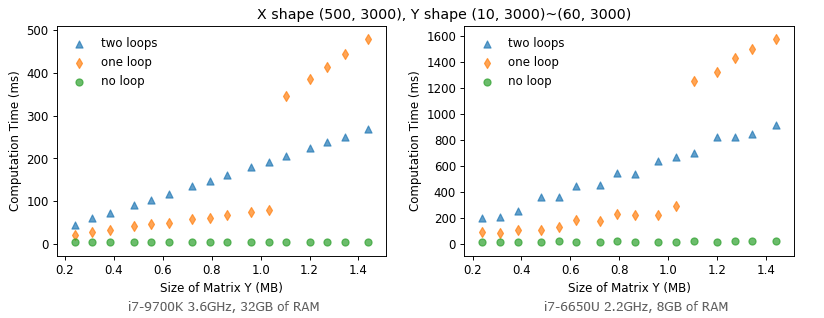 X shape (500, 3000), Y shape (10, 3000)~(60, 3000)
Computation Time (ms)
500
400
300
200
100
0
two loops
one loop
no loop
0.2 0.4 0.6 0.8 1.0 1.2 1.4
Size of Matrix Y (MB)
i7-9700K 3.6GHz, 32GB of RAM
Computation Time (ms)
1600
1400
1200
1000
800
600
400
200
0
two loops
one loop
no loop
0.2 0.4 0.6 0.8 1.0 1.2 1.4
Size of Matrix Y (MB)
i7-6650U 2.2GHz, 8GB of RAM